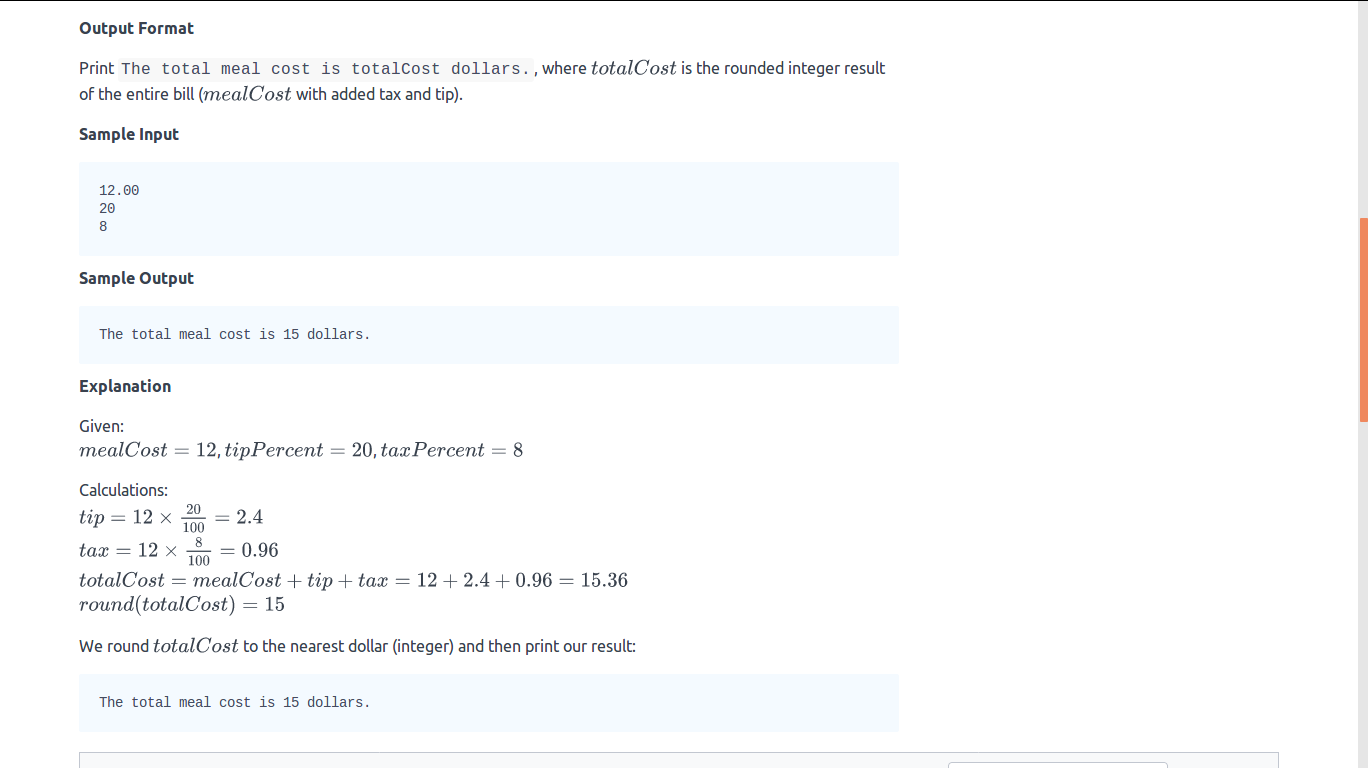 Output Format
Print The total meal cost is totalCost dollars. , where totalCost is the rounded integer result
of the entire bill (mealCost with added tax and tip).
Sample Input
12.00
20
8
Sample Output
The total meal cost is 15 dollars.
Explanation
Given:
mealCost = 12, tipPercent = 20, taxPercent = 8
Calculations:
tip = 12 × 20/100 = 2.4
tax = 12 × 8/100 = 0.96
totalCost = mealCost + tip + tax = 12 + 2.4 + 0.96 = 15.36
round(totalCost) = 15
We round totalCost to the nearest dollar (integer) and then print our result:
The total meal cost is 15 dollars.